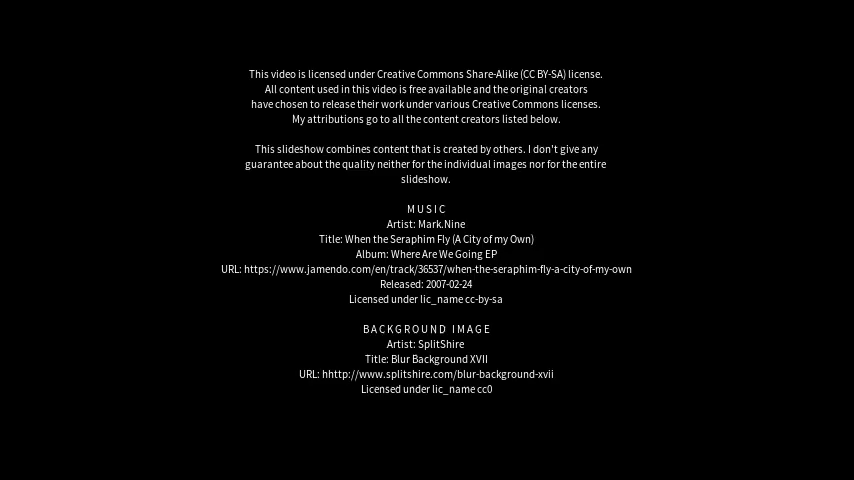 This video is licensed under Creative Commons Share-Alike (CC BY-SA) license.
All content used in this video is free available and the original creators
have chosen to release their work under various Creative Commons licenses.
My attributions go to all the content creators listed below.
This slideshow combines content that is created by others. I don't give any
guarantee about the quality neither for the individual images nor for the entire
slideshow.
MUSIC
Artist: Mark.Nine
Title: When the Seraphim Fly (A City of my Own)
Album: Where Are We Going EP
URL: https://www.jamendo.com/en/track/36537/when-the-seraphim-fly-a-city-of-my-own
Released: 2007-02-24
Licensed under lic_name cc-by-sa
BACKGROUND IMAGE
Artist: SplitShire
Title: Blur Background XVII
URL: hhttp://www.splitshire.com/blur-background-xvii
Licensed under lic_name cc0